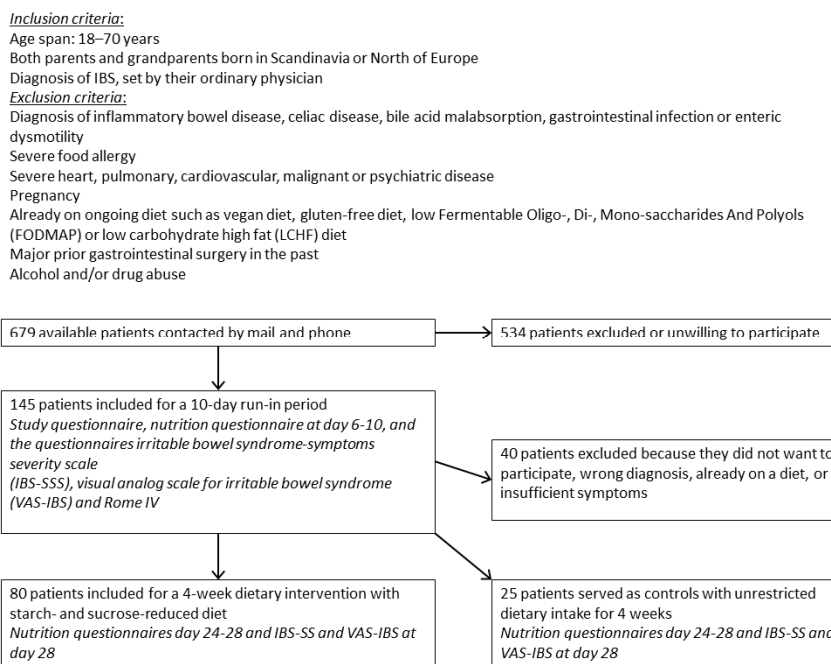 Inclusion criteria:
Age span: 18–70 years
Both parents and grandparents born in Scandinavia or North of Europe
Diagnosis of IBS, set by their ordinary physician
Exclusion criteria:
Diagnosis of inflammatory bowel disease, celiac disease, bile acid malabsorption, gastrointestinal infection or enteric
dysmotility
Severe food allergy
Severe heart, pulmonary, cardiovascular, malignant or psychiatric disease
Pregnancy
Already on ongoing diet such as vegan diet, gluten-free diet, low Fermentable Oligo-, Di-, Mono-saccharides And Polyols
(FODMAP) or low carbohydrate high fat (LCHF) diet
Major prior gastrointestinal surgery in the past
Alcohol and/or drug abuse
679 available patients contacted by mail and phone
534 patients excluded or unwilling to participate
145 patients included for a 10-day run-in period
Study questionnaire, nutrition questionnaire at day 6-10, and
the questionnaires irritable bowel syndrome-symptoms
severity scale
(IBS-SSS), visual analog scale for irritable bowel syndrome
(VAS-IBS) and Rome IV
40 patients excluded because they did not want to
participate, wrong diagnosis, already on a diet, or
insufficient symptoms
80 patients included for a 4-week dietary intervention with
starch- and sucrose-reduced diet
Nutrition questionnaires day 24-28 and IBS-SS and VAS-IBS at
day 28
25 patients served as controls with unrestricted
dietary intake for 4 weeks
Nutrition questionnaires day 24-28 and IBS-SS and
VAS-IBS at day 28